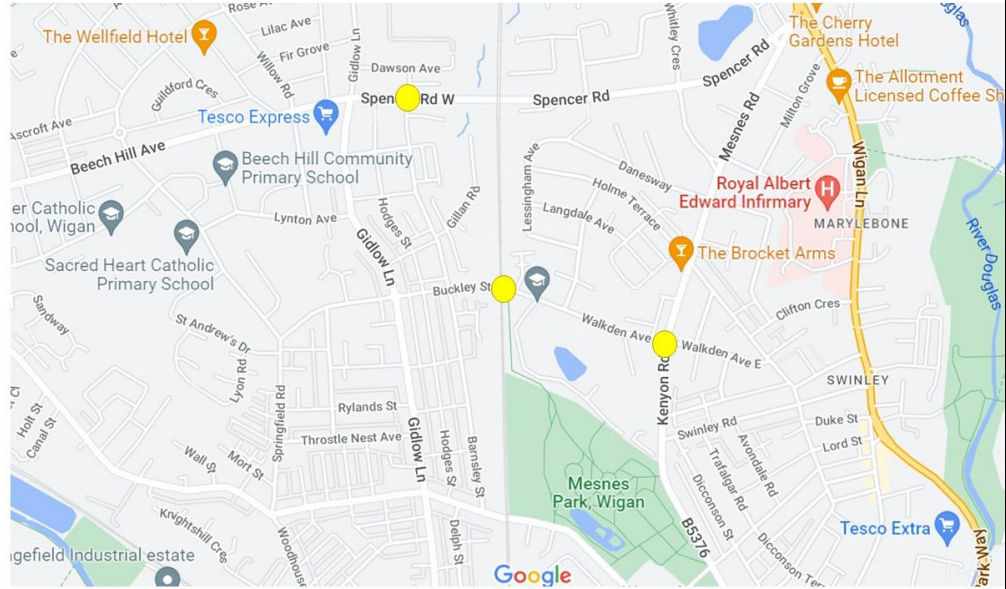 The Wellfield Hotel
Lilac Ave
Fir Grove
Willow Rd
Guildford Cres
Gidlow Ln
Dawson Ave
Whitley Cres
The Cherry
Gardens Hotel
Douglas
Spencer Rd
Spen Rd W
Spencer Rd
Tesco Express
Ascroft Ave
Beech Hill Ave
Milton Grove
The Allotment
Licensed Coffee Sh
Mesnes Rd
Wigan Ln
Beech Hill Community
Primary School
Lessingham Ave
Danesway
Holme Terrace
Langdale Ave
Royal Albert
Edward Infirmary
MARYLEBONE
er Catholic
ool, Wigan
Lynton Ave
Hodges St
Gillan Rd
Gidlow Ln
Sacred Heart Catholic
Primary School
The Brocket Arms
River Douglas
Buckley St
Clifton Cres
Sandway
St Andrew's Dr
Walkden Ave
Walkden Ave E
Lyon Rd
Springfield Rd
Kenyon Rd
SWINLEY
Holt St
Canal St
Rylands St
Throstle Nest Ave
Gidlow Ln
Hodges St
Barnsley St
Swinley Rd
Avondale Rd
Trafalgar Rd
Duke St
Lord St
Wall St
Mort St
Mesnes
Park, Wigan
Dicconson St
B5376
Tesco Extra
Knightshill Cres
Woodhouse
Delph St
Dicconson Ter
gefield Industrial estate
Google
Park Way